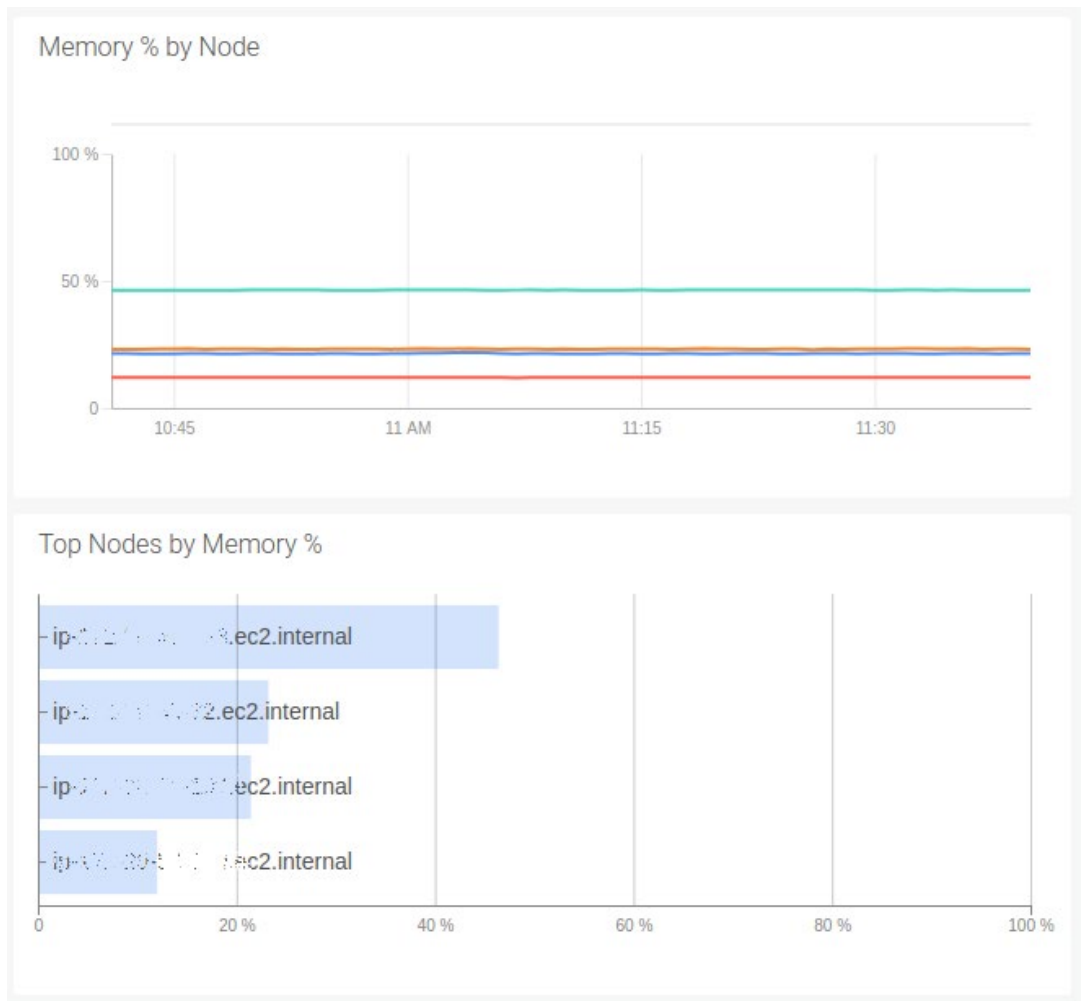 Memory % by Node
100 %
50 %
0
10:45 11 AM 11:15 11:30
Top Nodes by Memory %
.ec2.internal
.ec2.internal
ec2.internal
ec2.internal
0 20 % 40 % 60 % 80 % 100 %